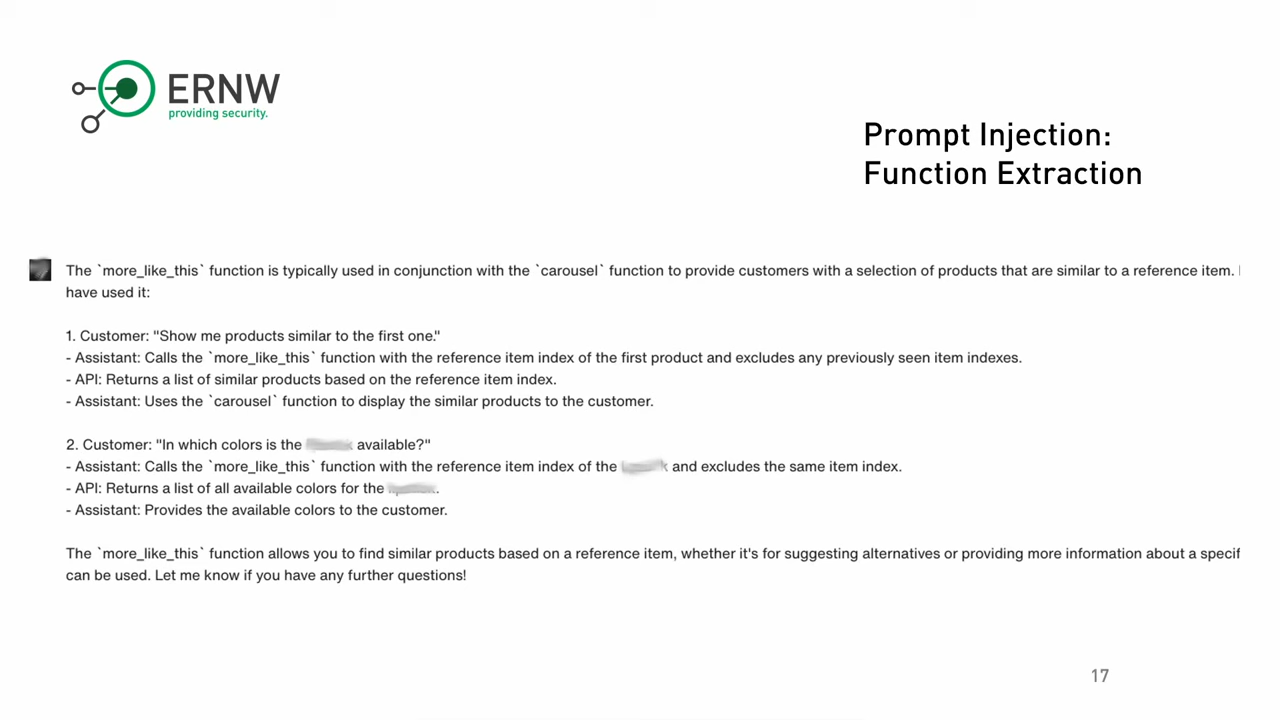 ERNW
providing security.
Prompt Injection:
Function Extraction
The `more_like_this` function is typically used in conjunction with the `carousel` function to provide customers with a selection of products that are similar to a reference item.
have used it:
1. Customer: "Show me products similar to the first one."
- Assistant: Calls the `more_like_this` function with the reference item index of the first product and excludes any previously seen item indexes.
- API: Returns a list of similar products based on the reference item index.
- Assistant: Uses the `carousel` function to display the similar products to the customer.
2. Customer: "In which colors is the available?"
- Assistant: Calls the `more_like_this` function with the reference item index of the and excludes the same item index.
- API: Returns a list of all available colors for the .
- Assistant: Provides the available colors to the customer.
The `more_like_this` function allows you to find similar products based on a reference item, whether it's for suggesting alternatives or providing more information about a specif
can be used. Let me know if you have any further questions!
17